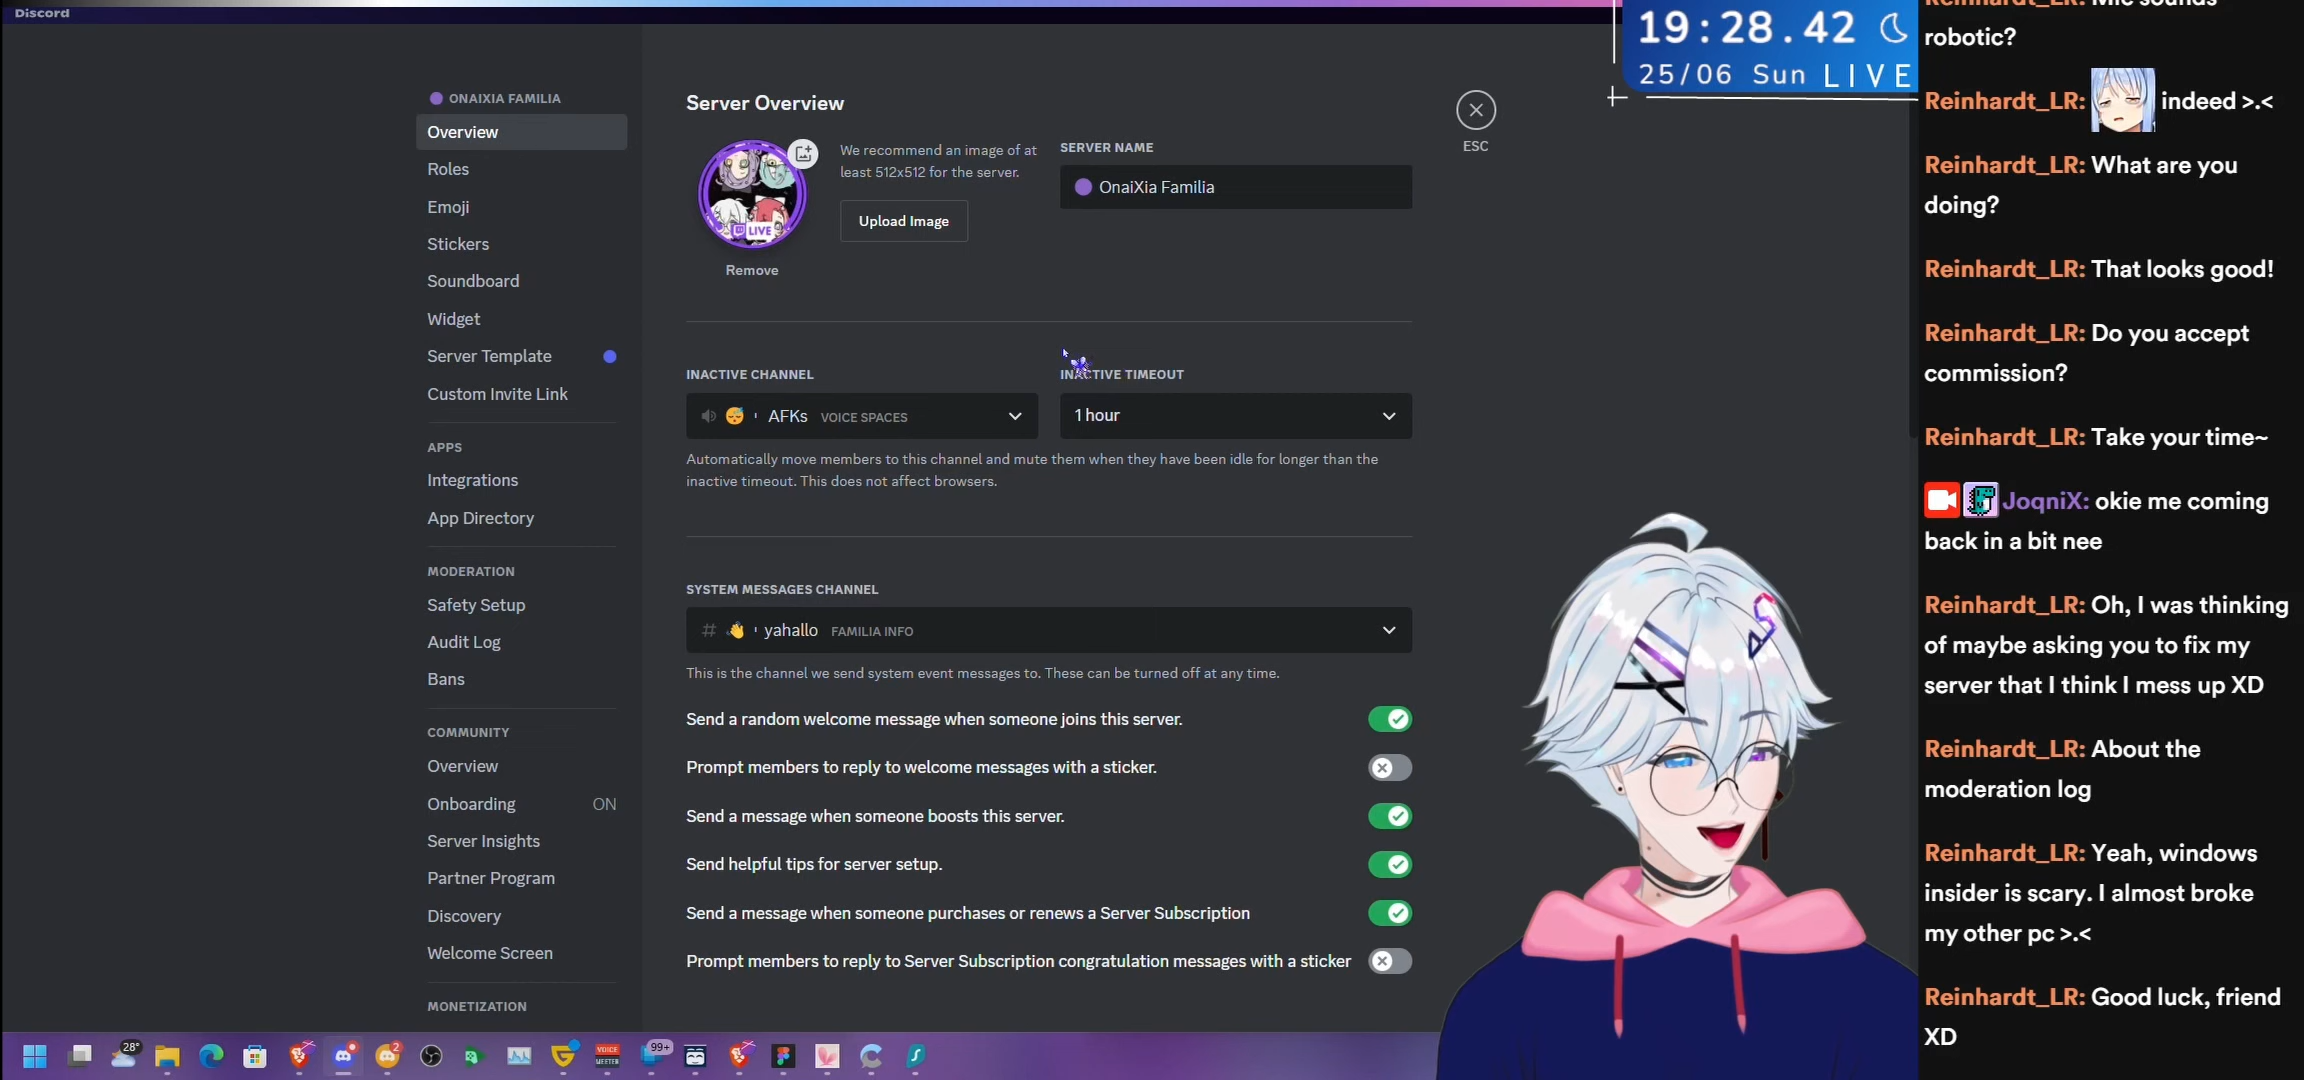 Discord
ONAIXIA FAMILIA
Overview
Roles
Emoji
Stickers
Soundboard
Widget
Server Template
Custom Invite Link
APPS
Integrations
App Directory
MODERATION
Safety Setup
Audit Log
Bans
COMMUNITY
Overview
Onboarding ON
Server Insights
Partner Program
Discovery
Welcome Screen
MONETIZATION
Server Overview
LIVE
Remove
We recommend an image of at
least 512x512 for the server.
Upload Image
SERVER NAME
OnaiXia Familia
ESC
INACTIVE CHANNEL
AFKs VOICE SPACES
INACTIVE TIMEOUT
1 hour
Automatically move members to this channel and mute them when they have been idle for longer than the
inactive timeout. This does not affect browsers.
SYSTEM MESSAGES CHANNEL
# yahallo FAMILIA INFO
This is the channel we send system event messages to. These can be turned off at any time.
Send a random welcome message when someone joins this server.
Prompt members to reply to welcome messages with a sticker.
Send a message when someone boosts this server.
Send helpful tips for server setup.
Send a message when someone purchases or renews a Server Subscription
Prompt members to reply to Server Subscription congratulation messages with a sticker
19:28.42
25/06 Sun LIVE
Reinhardt_LR: Mic sounds
robotic?
Reinhardt_LR: indeed >.<
Reinhardt_LR: What are you
doing?
Reinhardt_LR: That looks good!
Reinhardt_LR: Do you accept
commission?
Reinhardt_LR: Take your time~
JoqniX: okie me coming
back in a bit nee
Reinhardt_LR: Oh, I was thinking
of maybe asking you to fix my
server that I think I mess up XD
Reinhardt_LR: About the
moderation log
Reinhardt_LR: Yeah, windows
insider is scary. I almost broke
my other pc >.<
Reinhardt_LR: Good luck, friend
XD
28°
2
VOICE
MEETER
99+